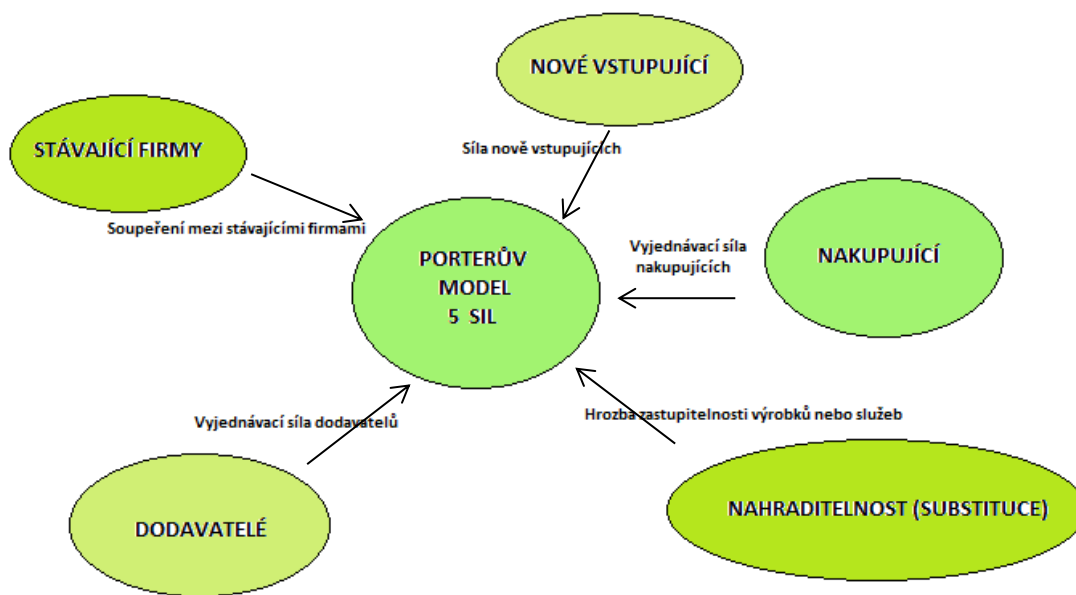 NOVÉ VSTUPUJÍCÍ
STÁVAJÍCÍ FIRMY
Síla nově vstupujících
Soupeření mezi stávajícími firmami
PORTERŮV
MODEL
5 SIL
Vyjednávací síla
nakupujících
NAKUPUJÍCÍ
Vyjednávací síla dodavatelů
Hrozba zastupitelnosti výrobků nebo služeb
DODAVATELÉ
NAHRADITELNOST (SUBSTITUCE)